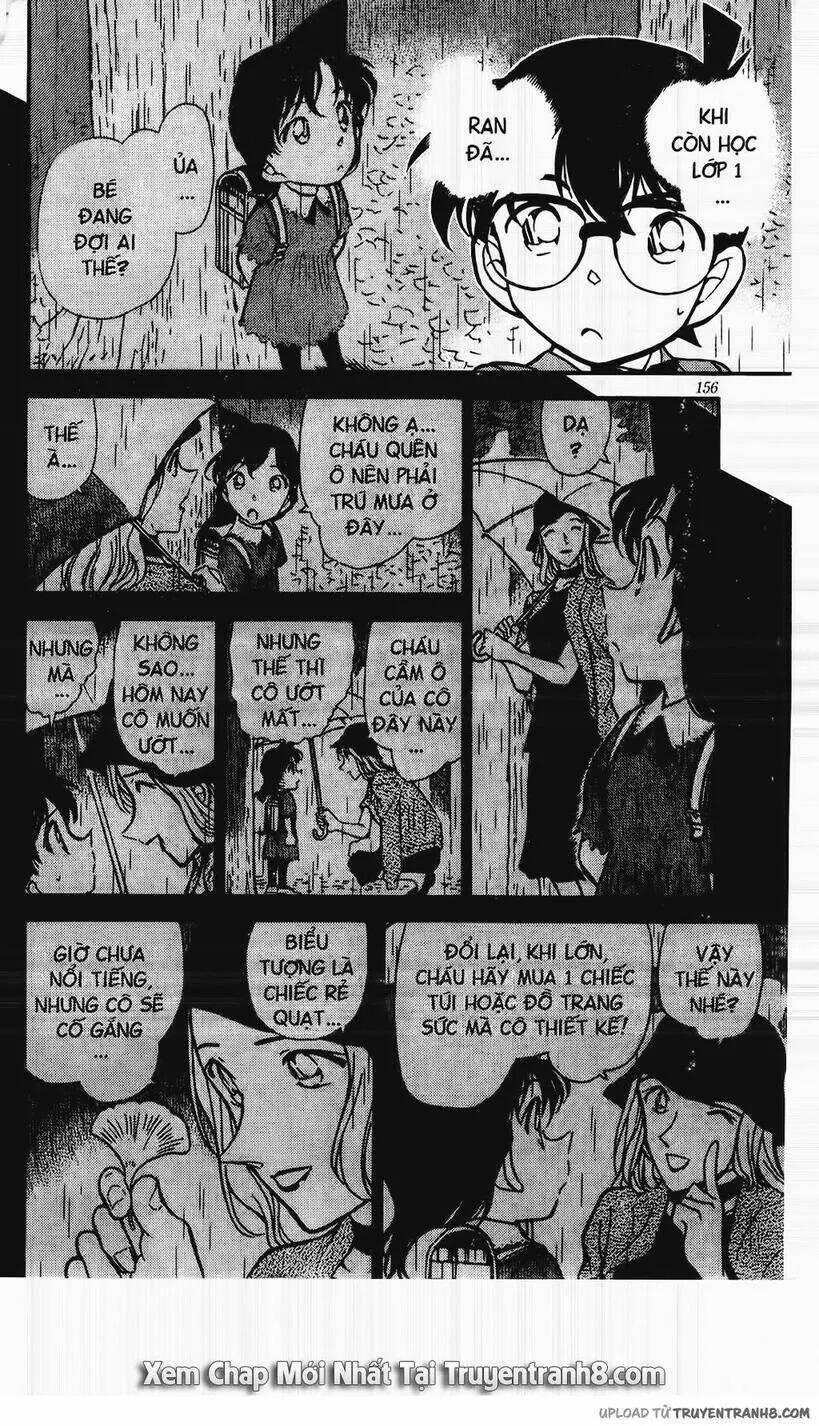 KHI
CÒN HỌC
LỚP 1
...
RAN
ĐÃ...
ỦA
...
BÉ
ĐANG
ĐỢI AI
THẾ?
156
DẠ
?
KHÔNG Ạ...
CHÁU QUÊN
Ô NÊN PHẢI
TRÚ MƯA Ở
ĐÂY...
THẾ
À...
CHÁU
CẦM Ô
CỦA CÔ
ĐÂY NÀY
...
NHƯNG
THẾ THÌ
CÔ ƯỚT
MẤT...
KHÔNG
SAO...
HÔM NAY
CÔ MUỐN
ƯỚT...
NHƯNG
MÀ
...
VẬY
THẾ NÀY
NHÉ?
ĐỔI LẠI, KHI LỚN,
CHÁU HÃY MUA 1 CHIẾC
TÚI HOẶC ĐỒ TRANG
SỨC MÀ CÔ THIẾT KẾ!
BIỂU
TƯỢNG LÀ
CHIẾC RẺ
QUẠT...
GIỜ CHƯA
NỔI TIẾNG,
NHƯNG CÔ SẼ
CỐ GẮNG
...
Xem Chap Mới Nhất Tại Truyentranh8.com
UPLOAD TỪ TRUYENTRANH8.COM